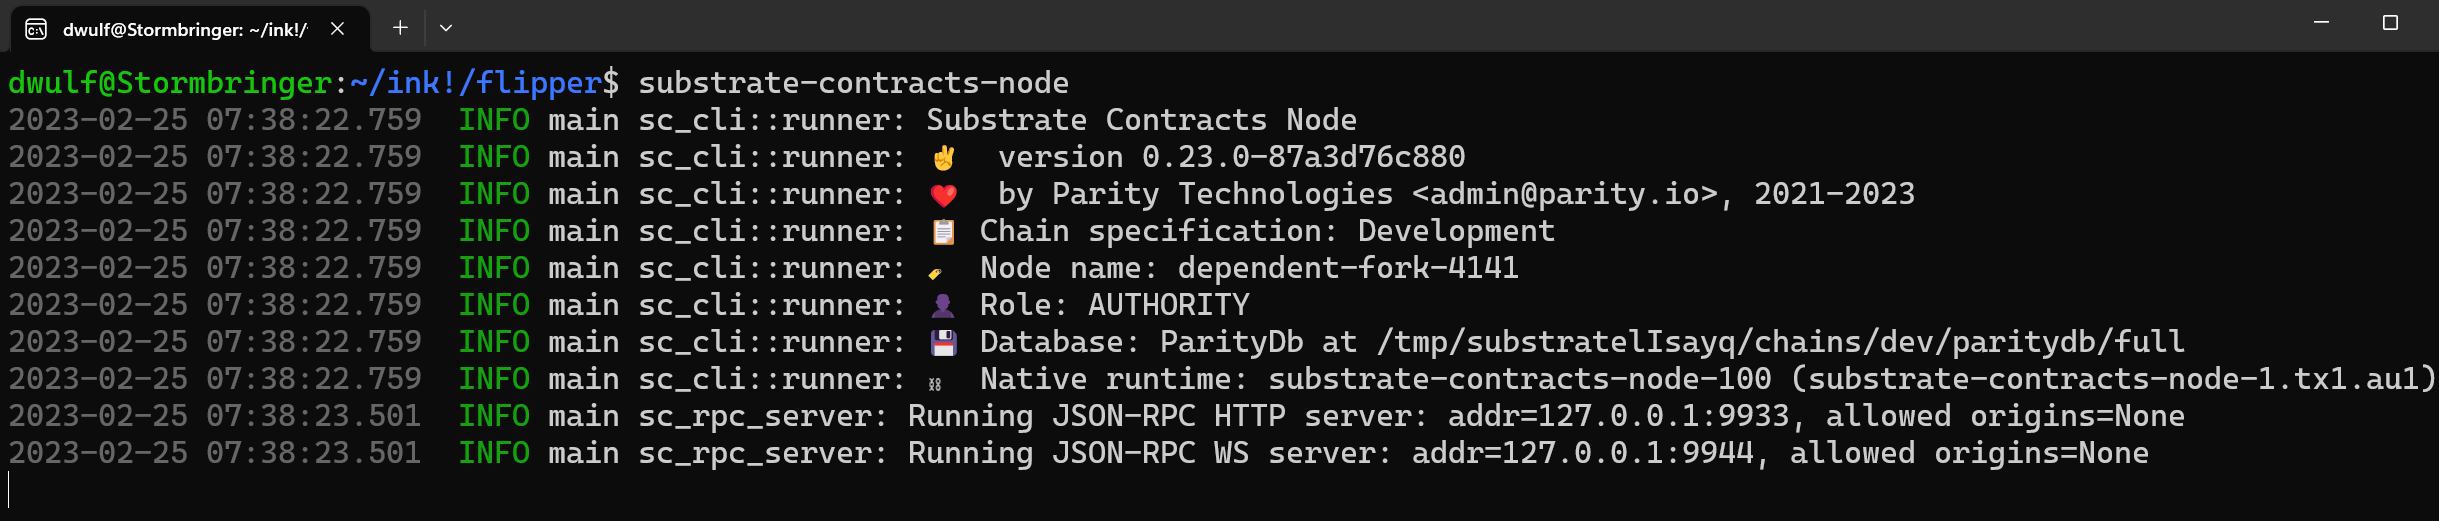 dwulf@Stormbringer: ~/ink!/
dwulf@Stormbringer:~/ink!/flipper$ substrate-contracts-node
2023-02-25 07:38:22.759  INFO main sc_cli::runner: Substrate Contracts Node
2023-02-25 07:38:22.759  INFO main sc_cli::runner: ✌️  version 0.23.0-87a3d76c880
2023-02-25 07:38:22.759  INFO main sc_cli::runner: ❤️  by Parity Technologies <admin@parity.io>, 2021-2023
2023-02-25 07:38:22.759  INFO main sc_cli::runner: 📋 Chain specification: Development
2023-02-25 07:38:22.759  INFO main sc_cli::runner: 🏷  Node name: dependent-fork-4141
2023-02-25 07:38:22.759  INFO main sc_cli::runner: 👤 Role: AUTHORITY
2023-02-25 07:38:22.759  INFO main sc_cli::runner: 💾 Database: ParityDb at /tmp/substratelIsayq/chains/dev/paritydb/full
2023-02-25 07:38:22.759  INFO main sc_cli::runner: ⛓  Native runtime: substrate-contracts-node-100 (substrate-contracts-node-1.tx1.au1)
2023-02-25 07:38:23.501  INFO main sc_rpc_server: Running JSON-RPC HTTP server: addr=127.0.0.1:9933, allowed origins=None
2023-02-25 07:38:23.501  INFO main sc_rpc_server: Running JSON-RPC WS server: addr=127.0.0.1:9944, allowed origins=None